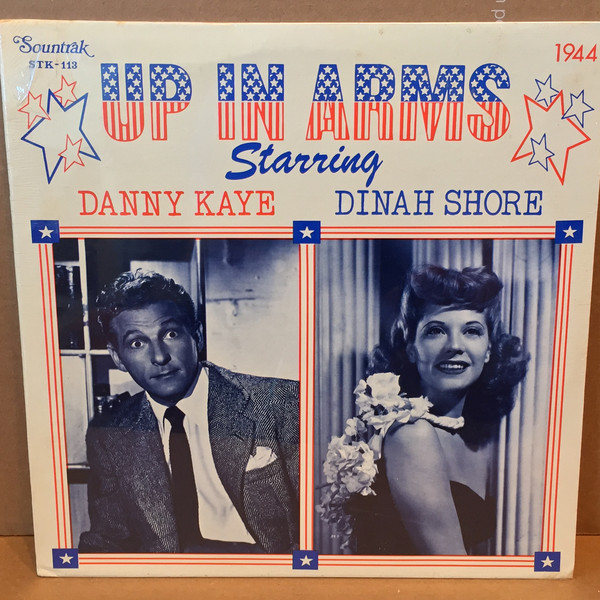 Sountrak
STK-113
1944
UP IN ARMS
Starring
DANNY KAYE DINAH SHORE